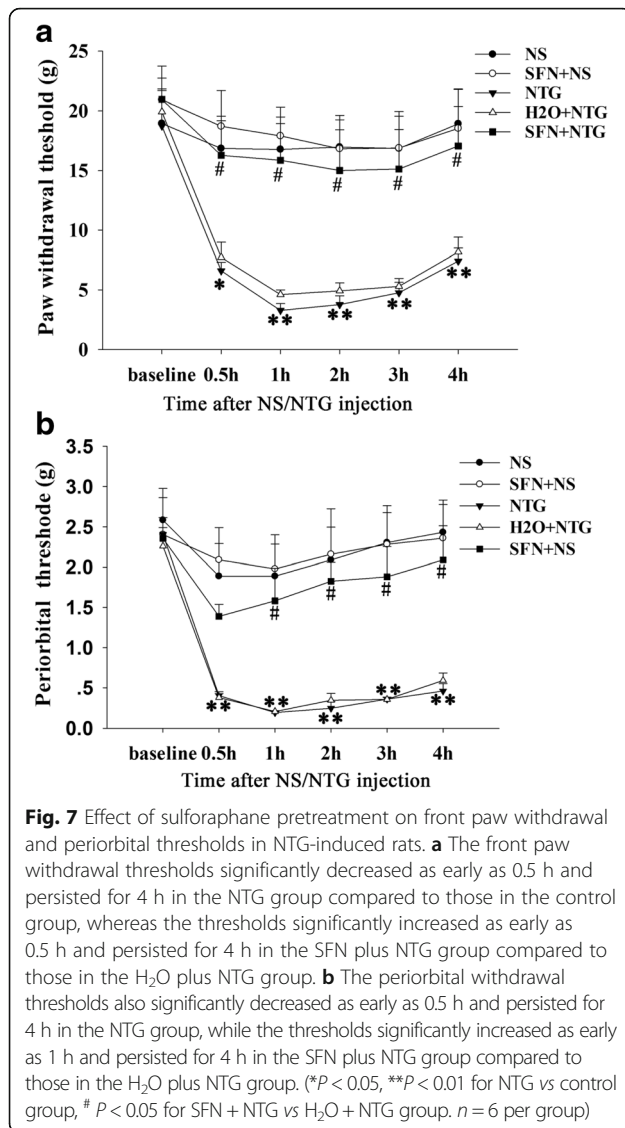 a
25
20
15
10
5
0
Paw withdrawal theshold (g)
NS
SFN+NS
NTG
H2O+NTG
SFN+NTG
# # # # #
* ** ** ** **
baseline 0.5h 1h 2h 3h 4h
Time after NS/NTG injection
b
3.5
3.0
2.5
2.0
1.5
1.0
.5
0.0
Periorbital threshode (g)
NS
SFN+NS
NTG
H2O+NTG
SFN+NS
# # # #
** ** ** ** **
baseline 0.5h 1h 2h 3h 4h
Time after NS/NTG injection
Fig. 7 Effect of sulforaphane pretreatment on front paw withdrawal
and periorbital thresholds in NTG-induced rats. a The front paw
withdrawal thresholds significantly decreased as early as 0.5 h and
persisted for 4 h in the NTG group compared to those in the control
group, whereas the thresholds significantly increased as early as
0.5 h and persisted for 4 h in the SFN plus NTG group compared to
those in the H₂O plus NTG group. b The periorbital withdrawal
thresholds also significantly decreased as early as 0.5 h and persisted for
4 h in the NTG group, while the thresholds significantly increased as early
as 1 h and persisted for 4 h in the SFN plus NTG group compared to
those in the H₂O plus NTG group. (*P < 0.05, **P < 0.01 for NTG vs control
group, # P < 0.05 for SFN + NTG vs H₂O + NTG group. n = 6 per group)